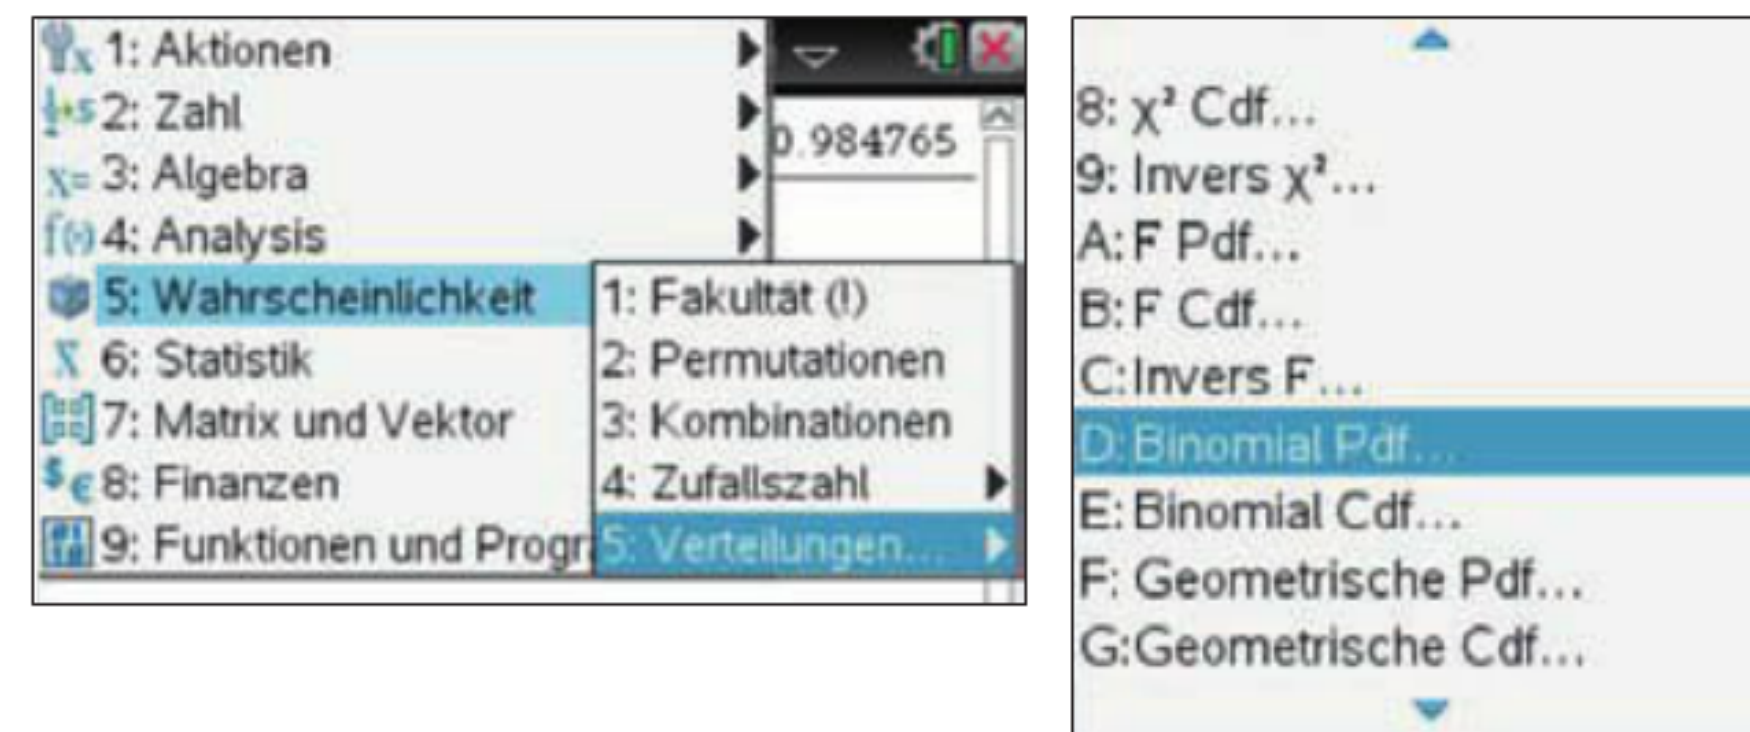 1: Aktionen
2: Zahl
3: Algebra
4: Analysis
5: Wahrscheinlichkeit
6: Statistik
7: Matrix und Vektor
8: Finanzen
9: Funktionen und Progr
0.984765
1: Fakultät (!)
2: Permutationen
3: Kombinationen
4: Zufallszahl
5: Verteilungen...
8: χ² Cdf...
9: Invers χ²...
A: F Pdf...
B: F Cdf...
C: Invers F...
D: Binomial Pdf...
E: Binomial Cdf...
F: Geometrische Pdf...
G: Geometrische Cdf...